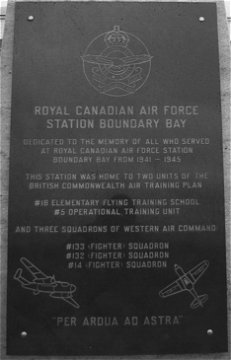 ROYAL CANADIAN AIR FORCE
STATION BOUNDARY BAY
DEDICATED TO THE MEMORY OF ALL WHO SERVED
AT ROYAL CANADIAN AIR FORCE STATION
BOUNDARY BAY FROM 1941 - 1945
THIS STATION WAS HOME TO TWO UNITS OF THE
BRITISH COMMONWEALTH AIR TRAINING PLAN
#18 ELEMENTARY FLYING TRAINING SCHOOL
#5 OPERATIONAL TRAINING UNIT
AND THREE SQUADRONS OF WESTERN AIR COMMAND
#133 (FIGHTER) SQUADRON
#132 (FIGHTER) SQUADRON
#14 (FIGHTER) SQUADRON
"PER ARDUA AD ASTRA"